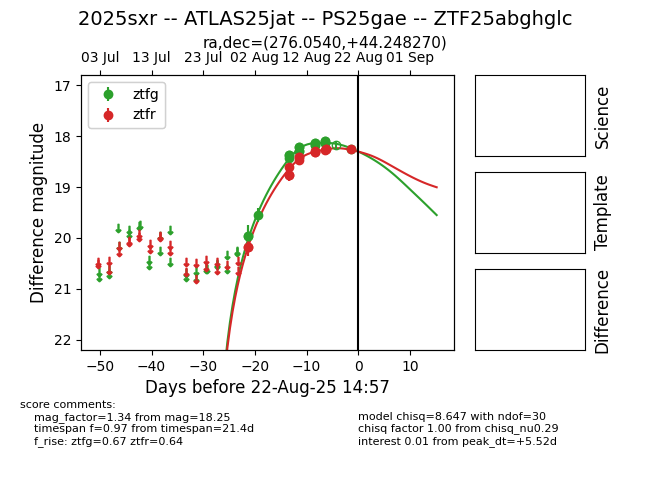 2025sxr -- ATLAS25jat -- PS25gae -- ZTF25abghglc
ra,dec=(276.0540,+44.248270)
03 Jul 13 Jul 23 Jul 02 Aug 12 Aug 22 Aug 01 Sep
17
18
19
20
21
22
Difference magnitude
ztfg
ztfr
−50 −40 −30 −20 −10 0 10
Days before 22-Aug-25 14:57
Science
Template
Difference
score comments:
mag_factor=1.34 from mag=18.25
timespan f=0.97 from timespan=21.4d
f_rise: ztfg=0.67 ztfr=0.64
model chisq=8.647 with ndof=30
chisq factor 1.00 from chisq_nu0.29
interest 0.01 from peak_dt=+5.52d